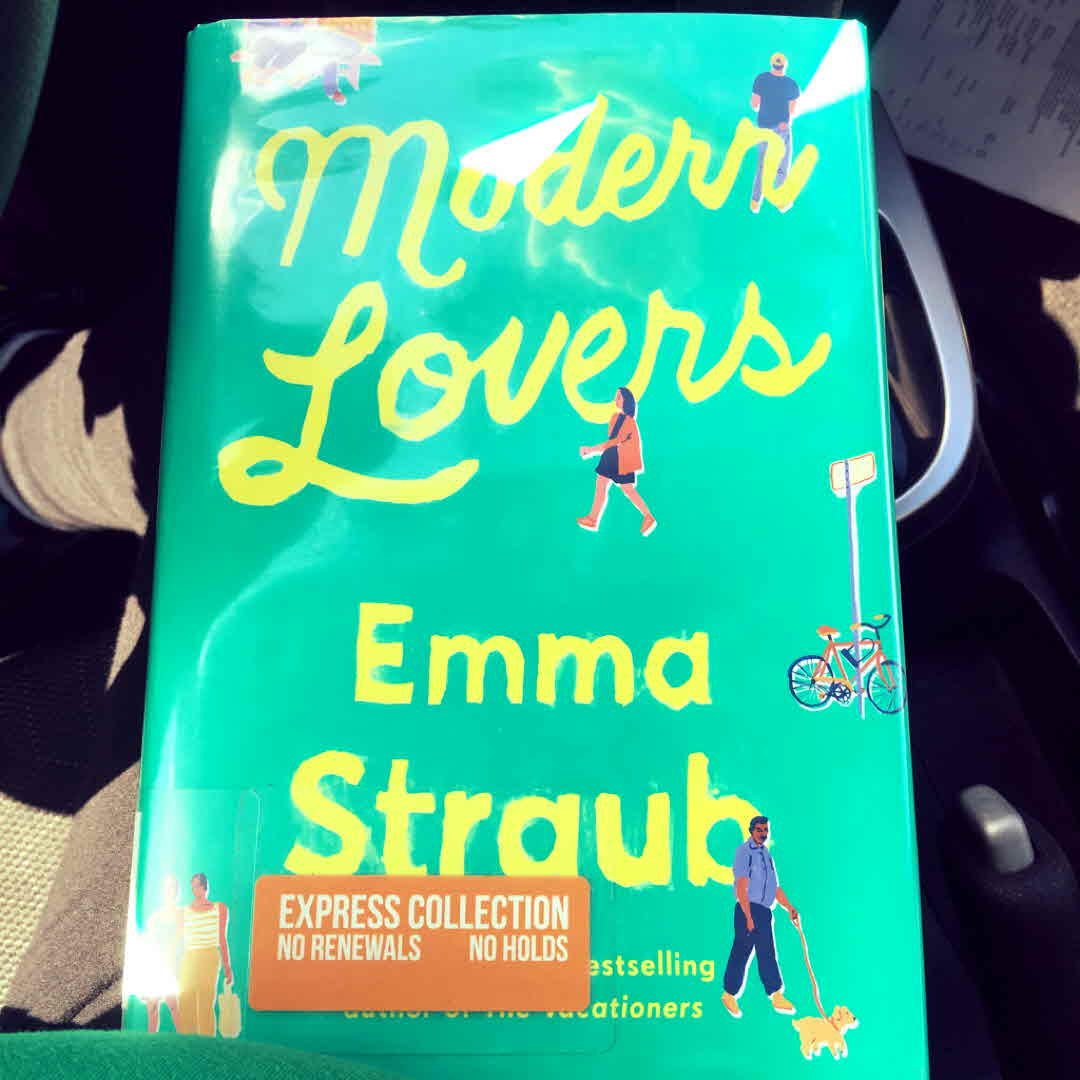 Modern
Lovers
Emma
Straub
EXPRESS COLLECTION
NO RENEWALS NO HOLDS
estselling
author of The Vacationers